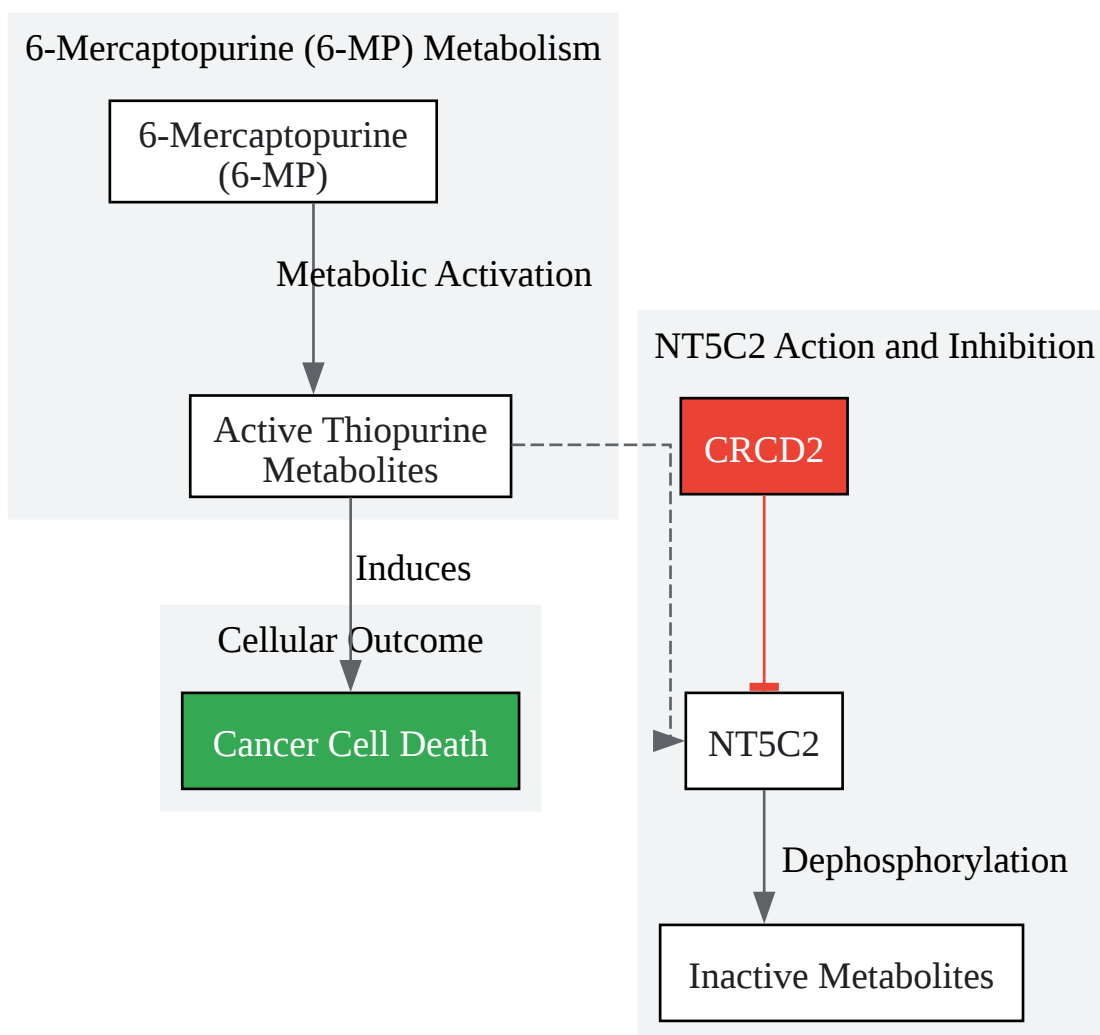 6-Mercaptopurine (6-MP) Metabolism
6-Mercaptopurine
(6-MP)
Metabolic Activation
Active Thiopurine
Metabolites
Induces
Cellular Outcome
Cancer Cell Death
NT5C2 Action and Inhibition
CRCD2
NT5C2
Dephosphorylation
Inactive Metabolites